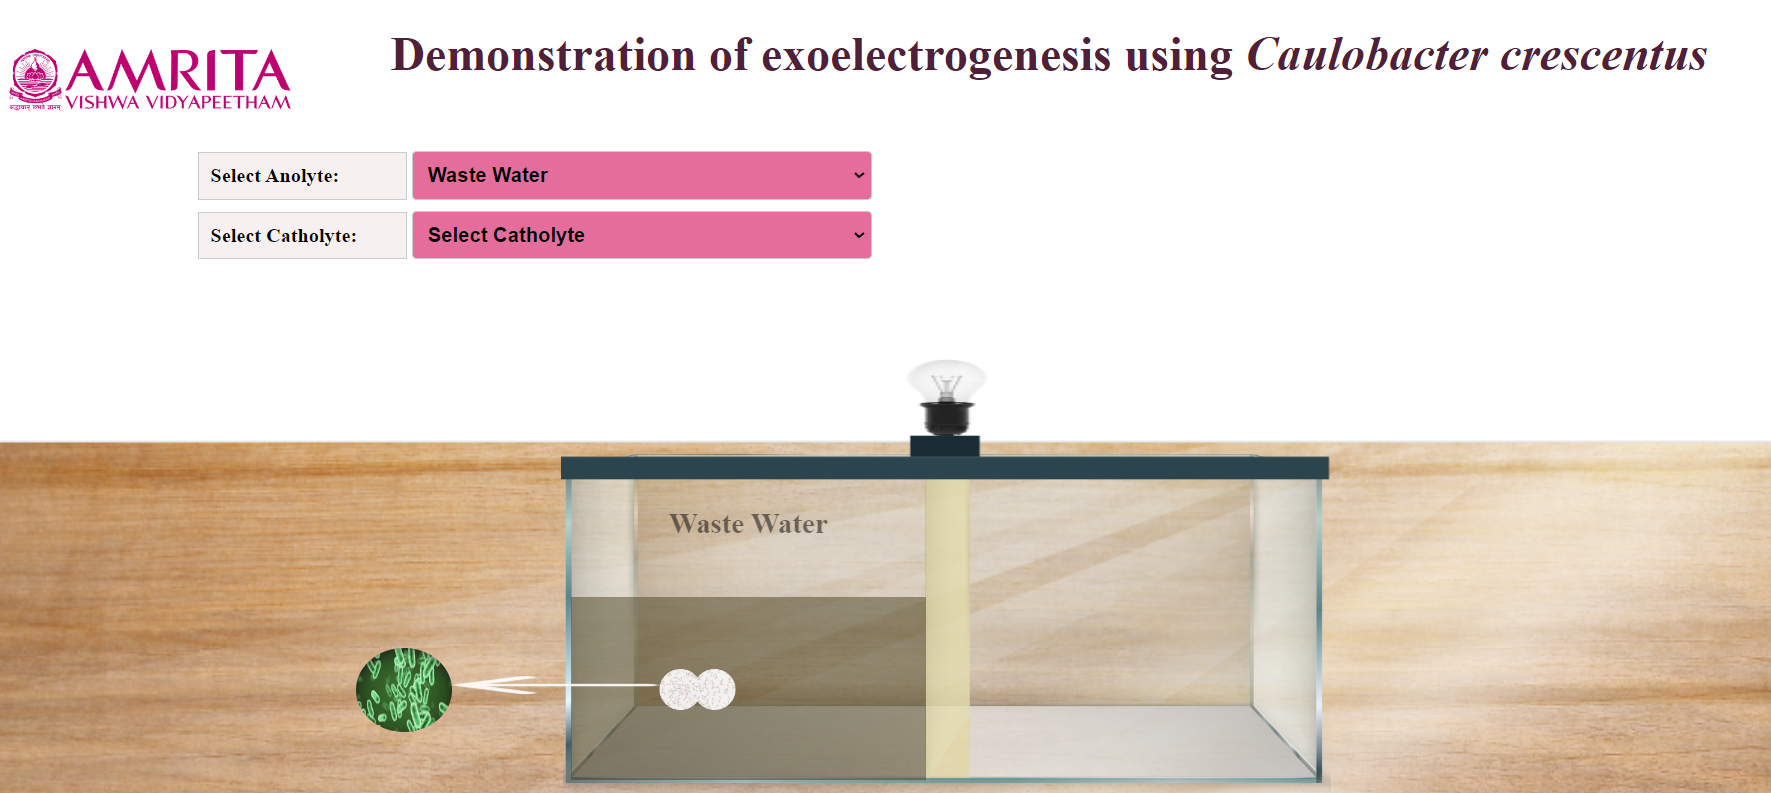 Demonstration of exoelectrogenesis using Caulobacter crescentus
AMRITA
VISHWA VIDYAPEETHAM
Select Anolyte:
Waste Water
Select Catholyte:
Select Catholyte
Waste Water